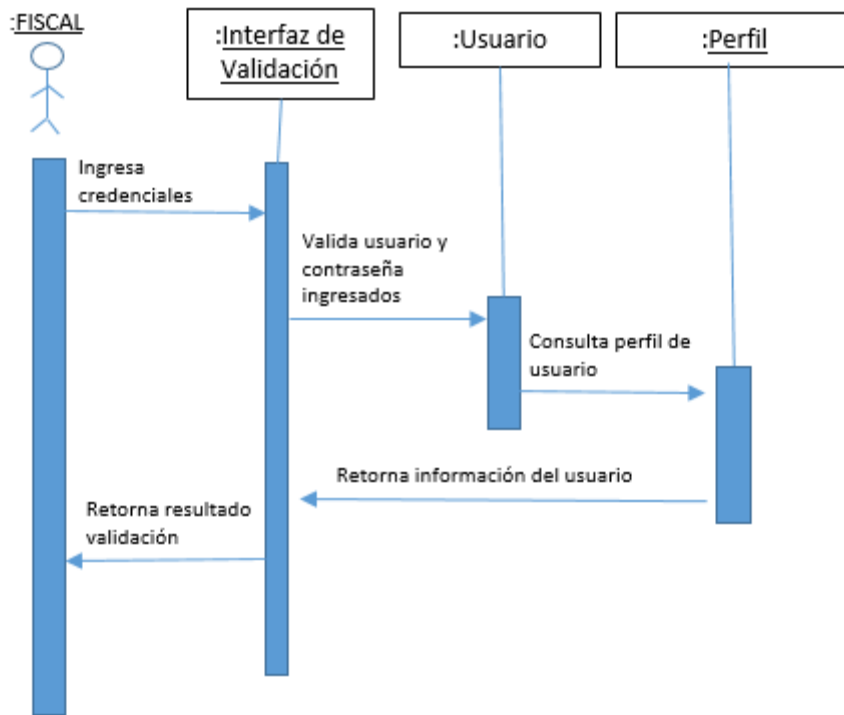 :FISCAL
:Interfaz de
Validación
:Usuario
:Perfil
Ingresa
credenciales
Valida usuario y
contraseña
ingresados
Consulta perfil de
usuario
Retorna información del usuario
Retorna resultado
validación